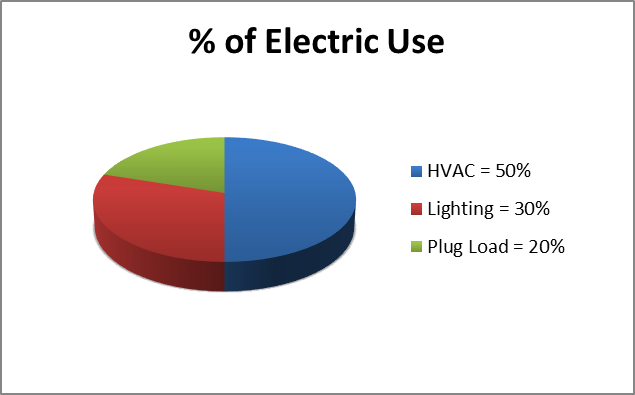 % of Electric Use
HVAC = 50%
Lighting = 30%
Plug Load = 20%